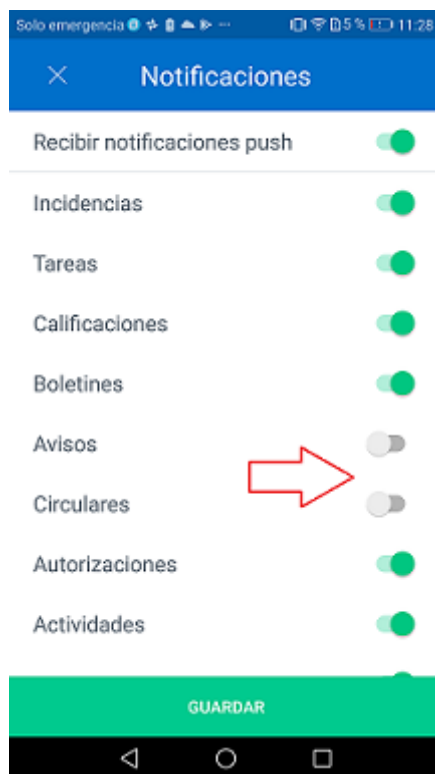 Solo emergencia 5 % 11:28
Notificaciones
Recibir notificaciones push
Incidencias
Tareas
Calificaciones
Boletines
Avisos
Circulares
Autorizaciones
Actividades
GUARDAR